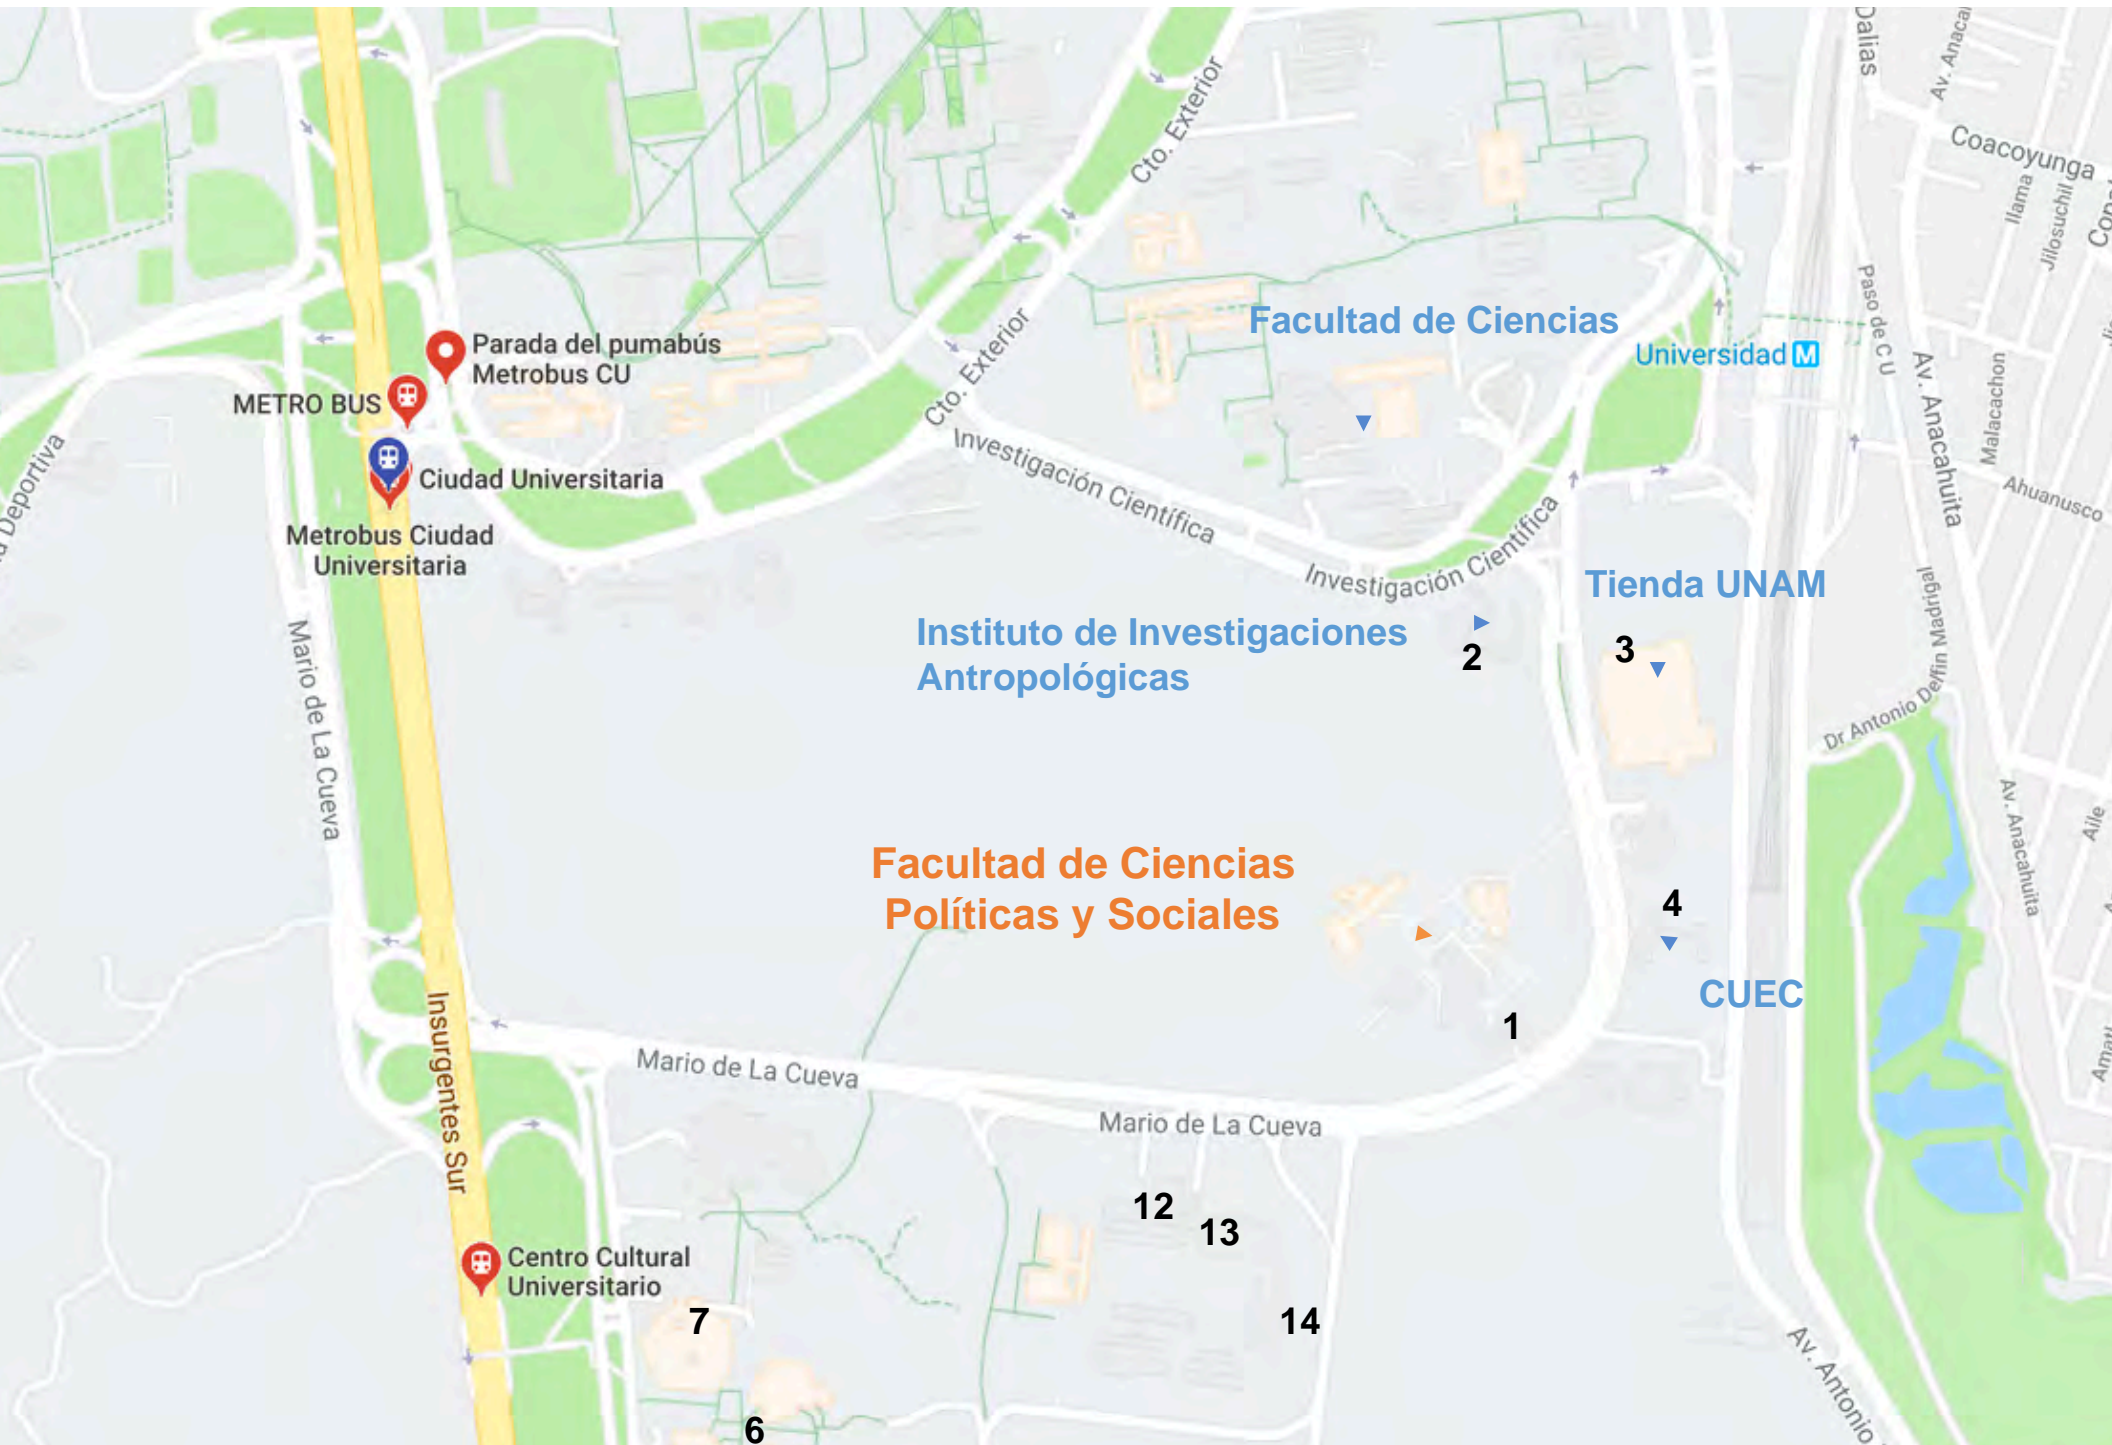 Dalias
Av. Anacal
Coacoyunga
Ilama
Jilosuchil
Cto. Exterior
Facultad de Ciencias
Universidad M
Paso de C U
Av. Anacahuita
Malacachon
Ahuanusco
Parada del pumabús
Metrobus CU
METRO BUS
Ciudad Universitaria
Metrobus Ciudad
Universitaria
Deportiva
Cto. Exterior
Investigación Científica
Investigación Científica
Tienda UNAM
Instituto de Investigaciones
Antropológicas
2
3
Dr Antonio Delfin Madrigal
Mario de La Cueva
Av. Anacahuita
Aile
Facultad de Ciencias
Políticas y Sociales
4
CUEC
1
Insurgentes Sur
Mario de La Cueva
Mario de La Cueva
12
13
Centro Cultural
Universitario
7
14
6
Av. Antonio